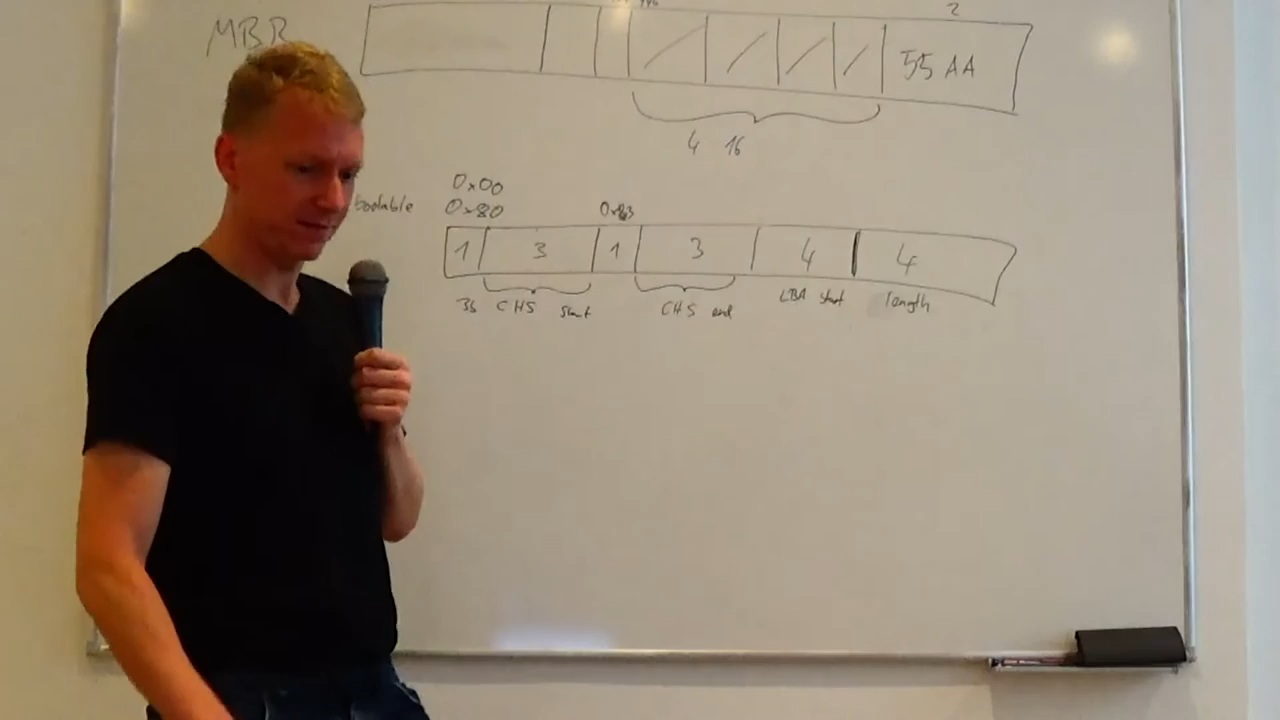 2
MBR
55 AA
4 16
0x00
bootable 0x80 0x83
1 3 1 3 4 4
CHS start CHS end LBA start length